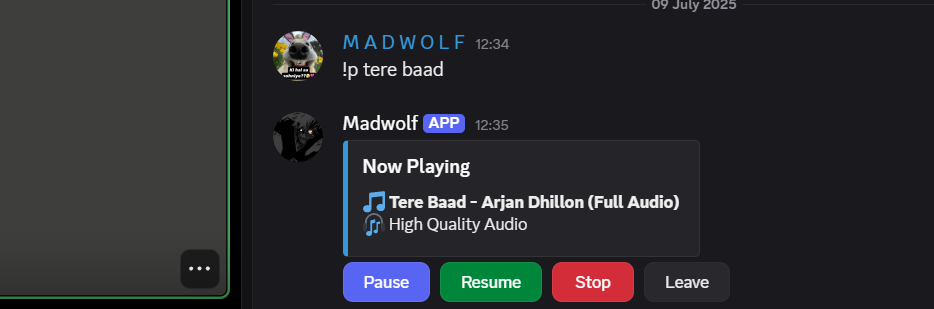 09 July 2025
M A D W O L F 12:34
!p tere baad
Madwolf APP 12:35
Now Playing
Tere Baad - Arjan Dhillon (Full Audio)
High Quality Audio
Pause Resume Stop Leave